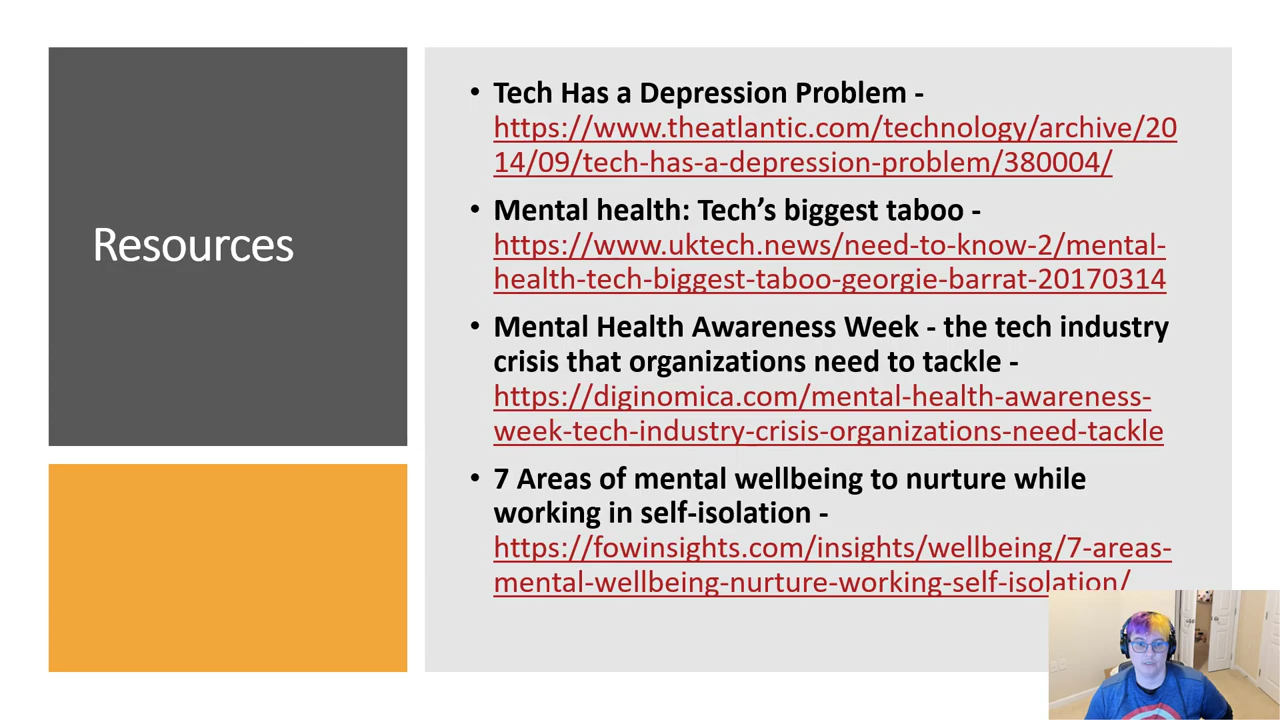 Resources
• Tech Has a Depression Problem -
https://www.theatlantic.com/technology/archive/20
14/09/tech-has-a-depression-problem/380004/
• Mental health: Tech’s biggest taboo -
https://www.uktech.news/need-to-know-2/mental-
health-tech-biggest-taboo-georgie-barrat-20170314
• Mental Health Awareness Week - the tech industry
crisis that organizations need to tackle -
https://diginomica.com/mental-health-awareness-
week-tech-industry-crisis-organizations-need-tackle
• 7 Areas of mental wellbeing to nurture while
working in self-isolation -
https://fowinsights.com/insights/wellbeing/7-areas-
mental-wellbeing-nurture-working-self-isolation/